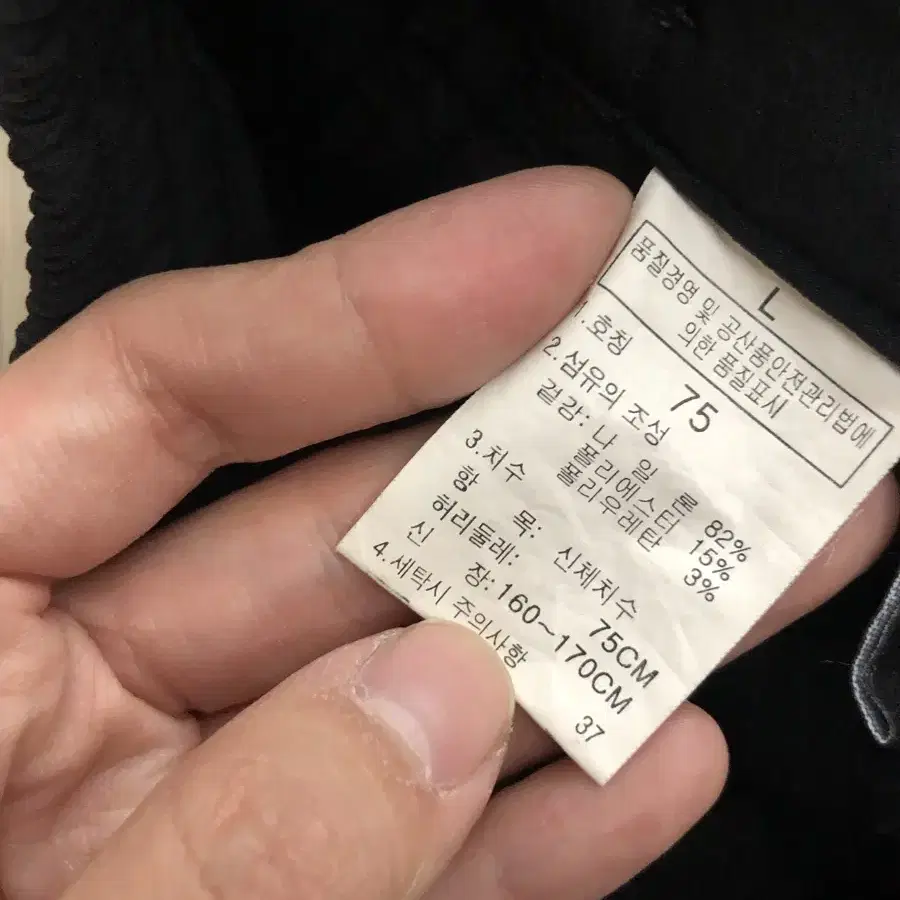 L
품질경영 및 공산품안전관리법에
의한 품질표시
1.호칭 75
2.섬유의 조성
겉감: 나 일 론 82%
폴리에스터 15%
폴리우레탄 3%
3.치수
항 목: 신체치수
허리둘레: 75CM
신 장:160~170CM
4.세탁시 주의사항
37